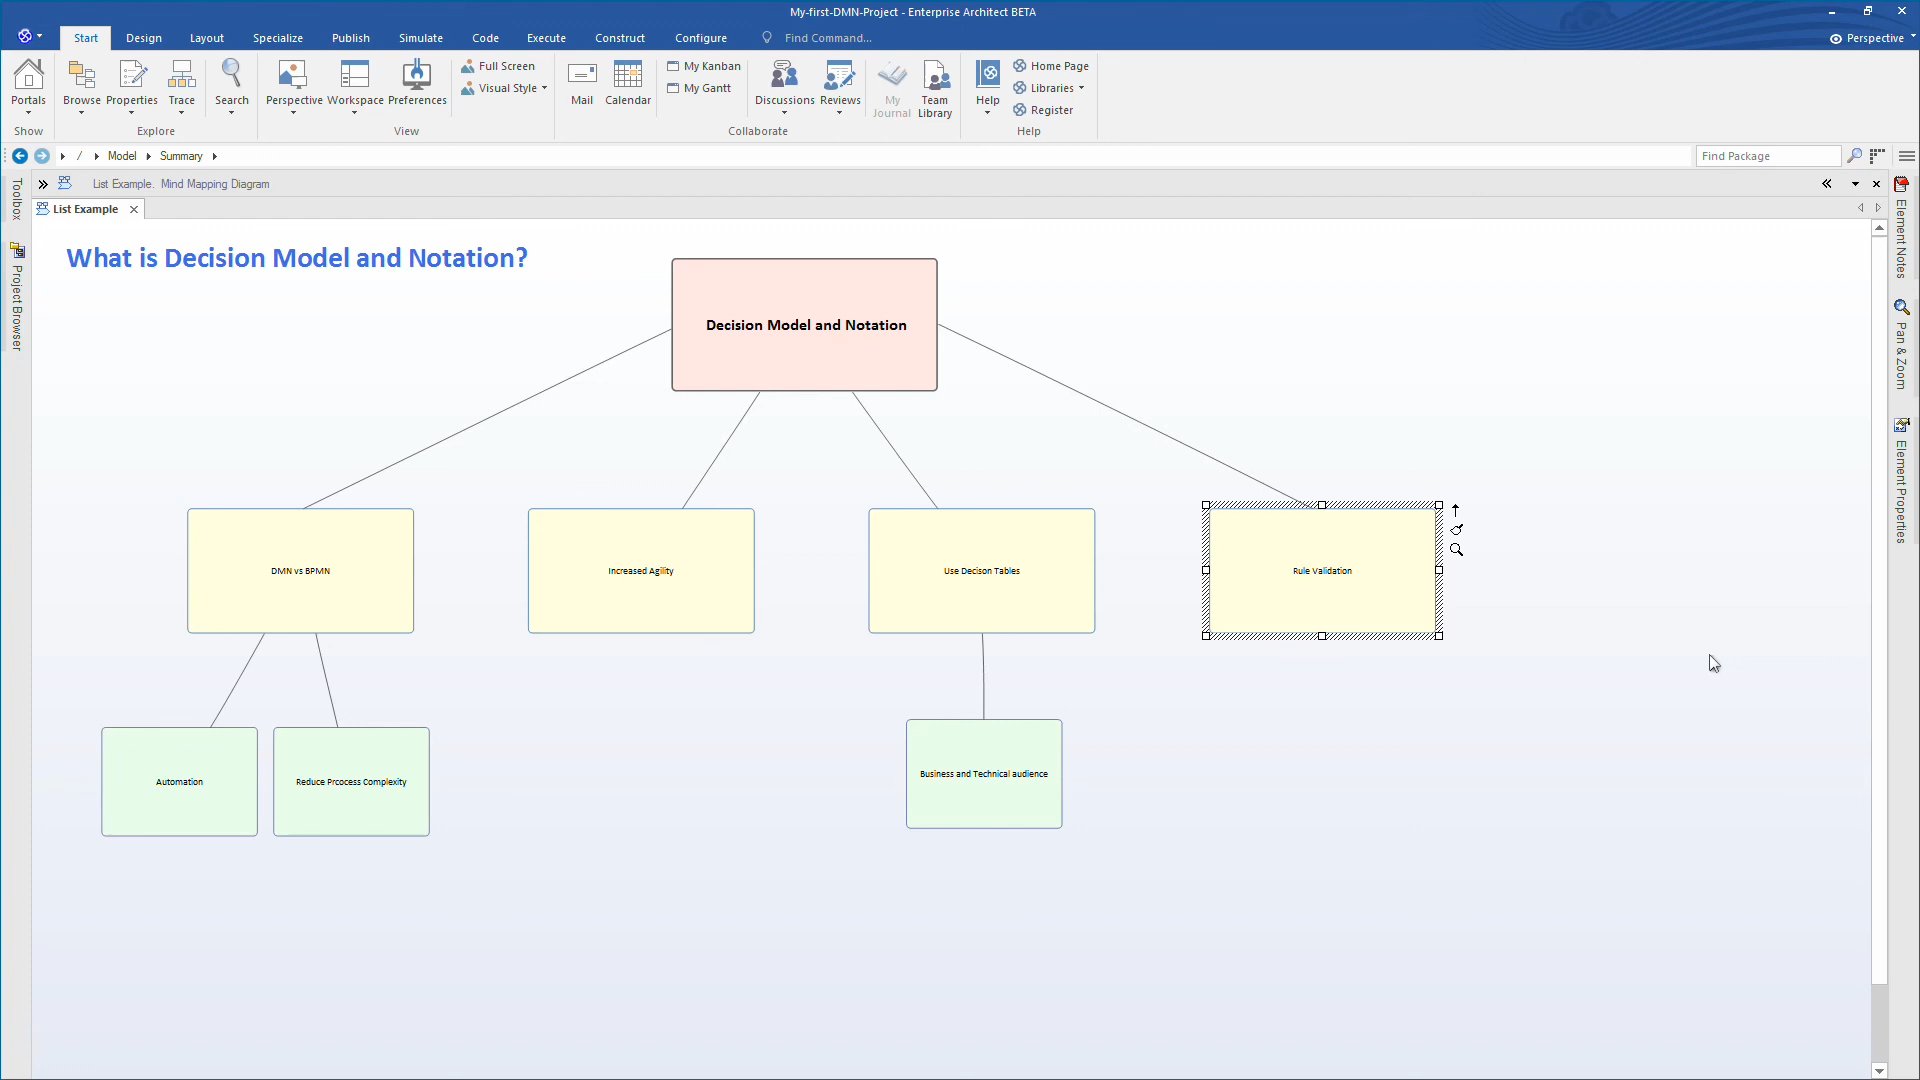 My-first-DMN-Project - Enterprise Architect BETA
Start Design Layout Specialize Publish Simulate Code Execute Construct Configure Find Command... Perspective
Portals Browse Properties Trace Search Perspective Workspace Preferences Full Screen Visual Style Mail Calendar My Kanban My Gantt Discussions Reviews My Journal Team Library Help Home Page Libraries Register
Show Explore View Collaborate Help
/ Model Summary Find Package
List Example. Mind Mapping Diagram
List Example
Toolbox
Project Browser
Element Notes
Pan & Zoom
Element Properties
What is Decision Model and Notation?
Decision Model and Notation
DMN vs BPMN
Increased Agility
Use Decison Tables
Rule Validation
Automation
Reduce Prcocess Complexity
Business and Technical audience